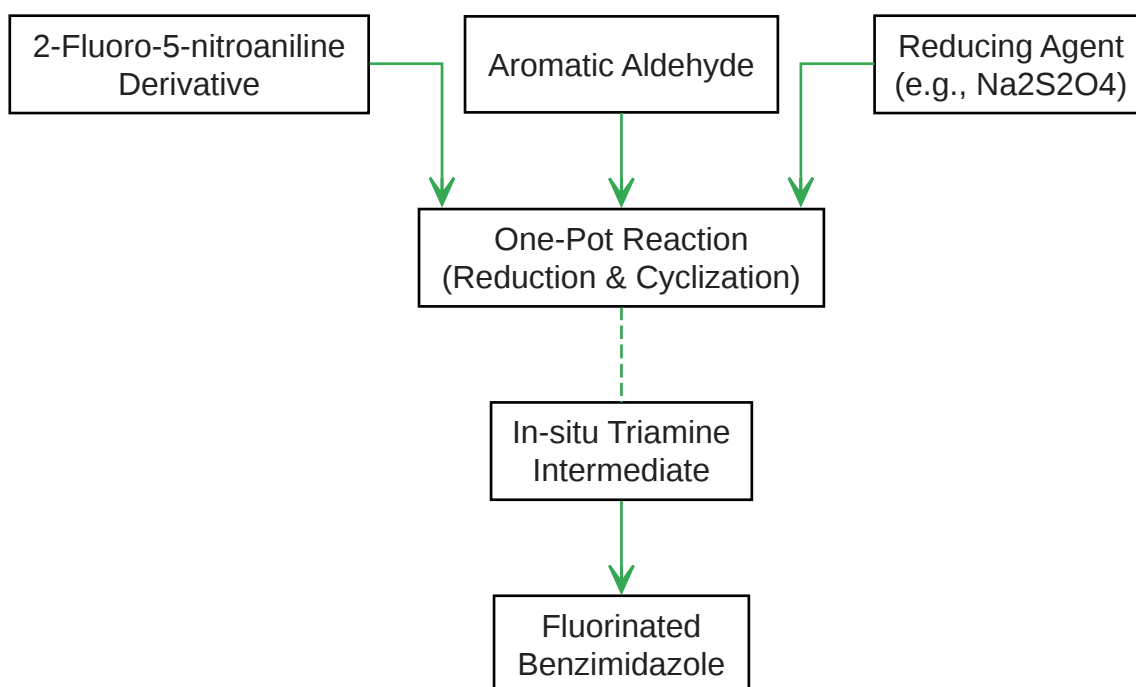 2-Fluoro-5-nitroaniline
Derivative
Aromatic Aldehyde
Reducing Agent
(e.g., Na2S2O4)
One-Pot Reaction
(Reduction & Cyclization)
In-situ Triamine
Intermediate
Fluorinated
Benzimidazole